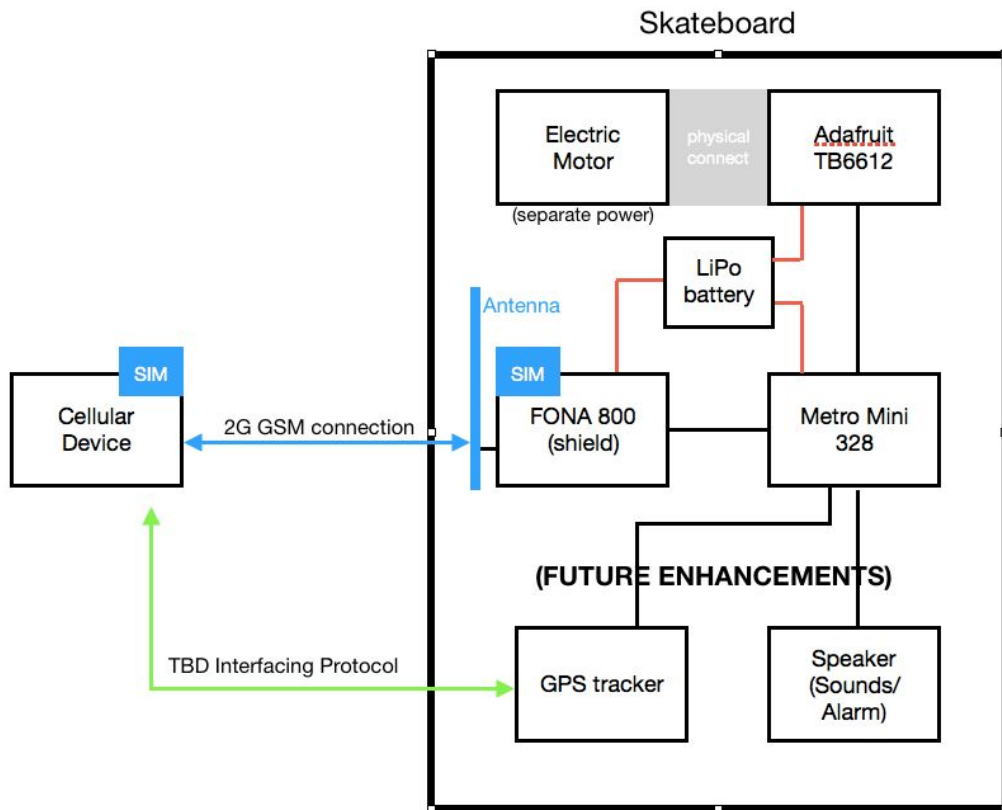 Skateboard
Electric
Motor
physical
connect
Adafruit
TB6612
(separate power)
LiPo
battery
Antenna
SIM
Cellular
Device
2G GSM connection
SIM
FONA 800
(shield)
Metro Mini
328
(FUTURE ENHANCEMENTS)
TBD Interfacing Protocol
GPS tracker
Speaker
(Sounds/
Alarm)